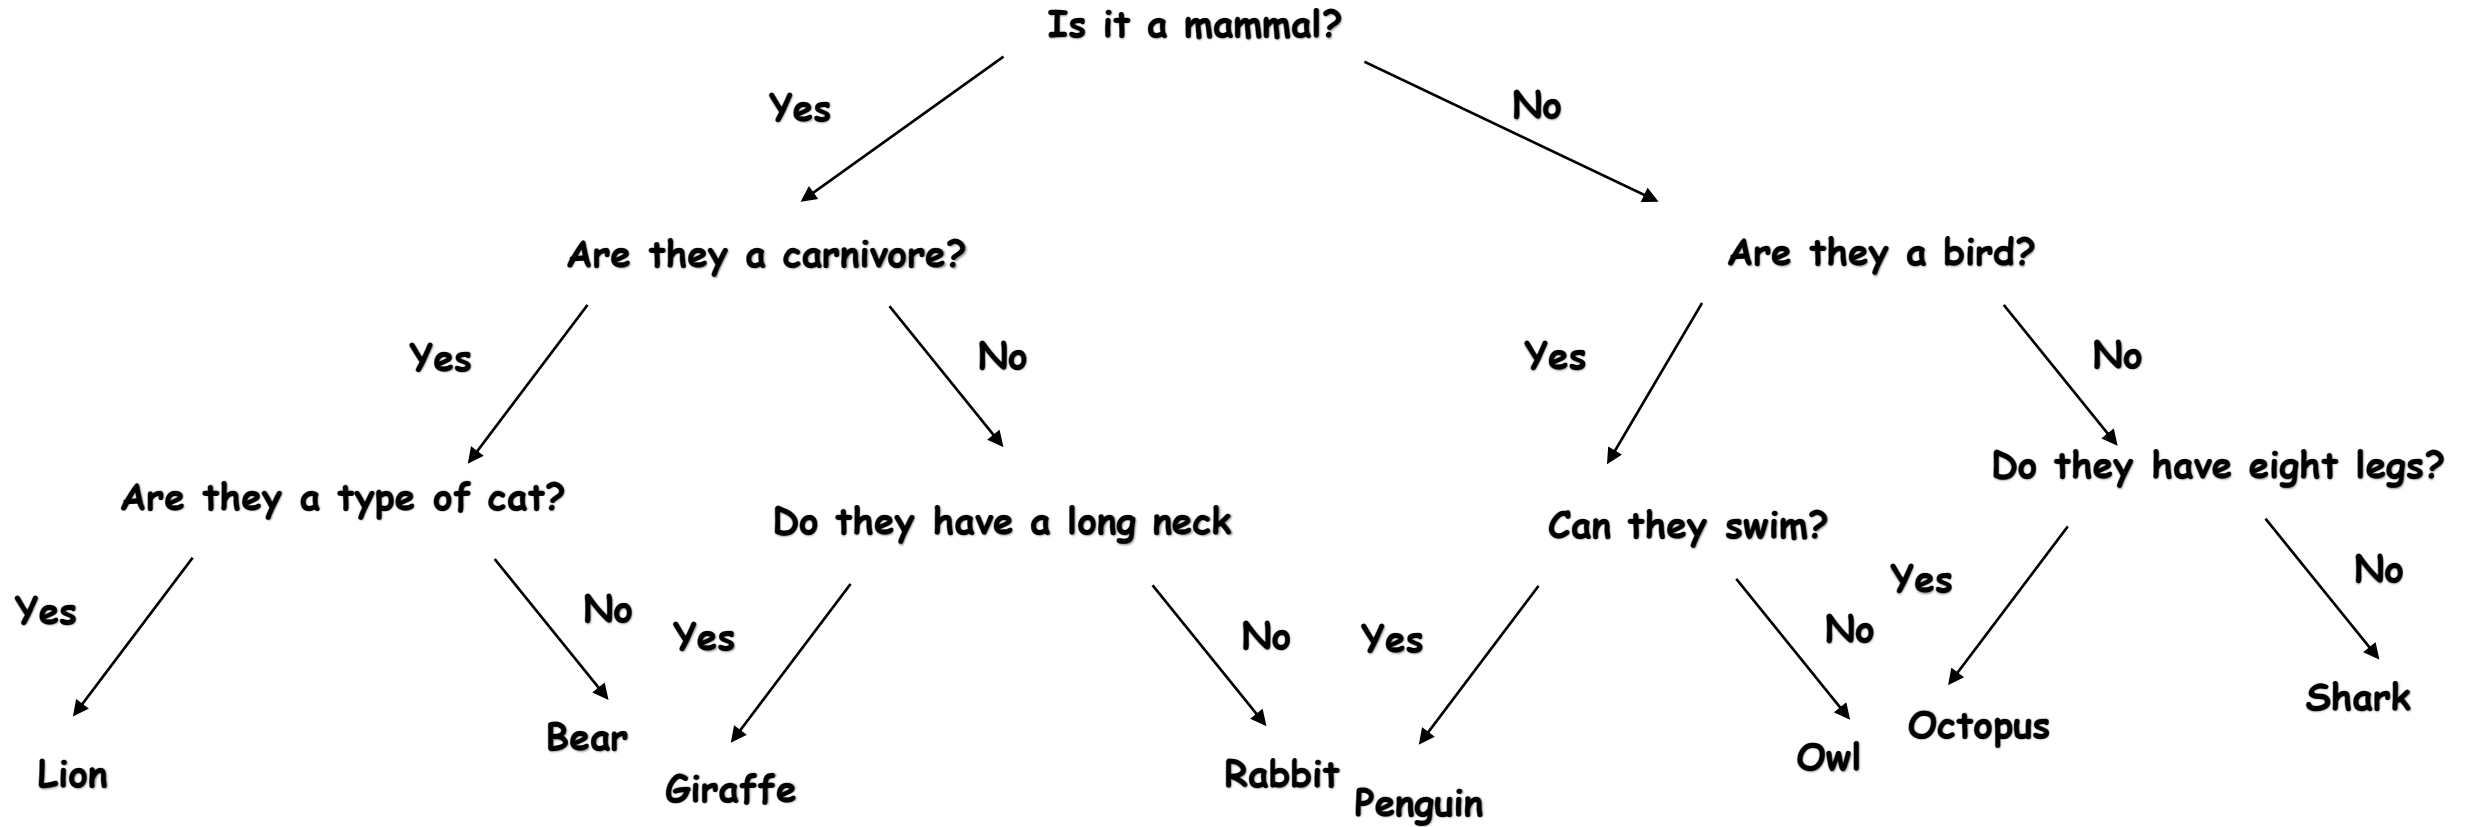 Is it a mammal?
Yes
No
Are they a carnivore?
Are they a bird?
Yes
No
Yes
No
Are they a type of cat?
Do they have a long neck
Can they swim?
Do they have eight legs?
Yes
No
Yes
No
Yes
No
Yes
No
Lion
Bear
Giraffe
Rabbit
Penguin
Owl
Octopus
Shark